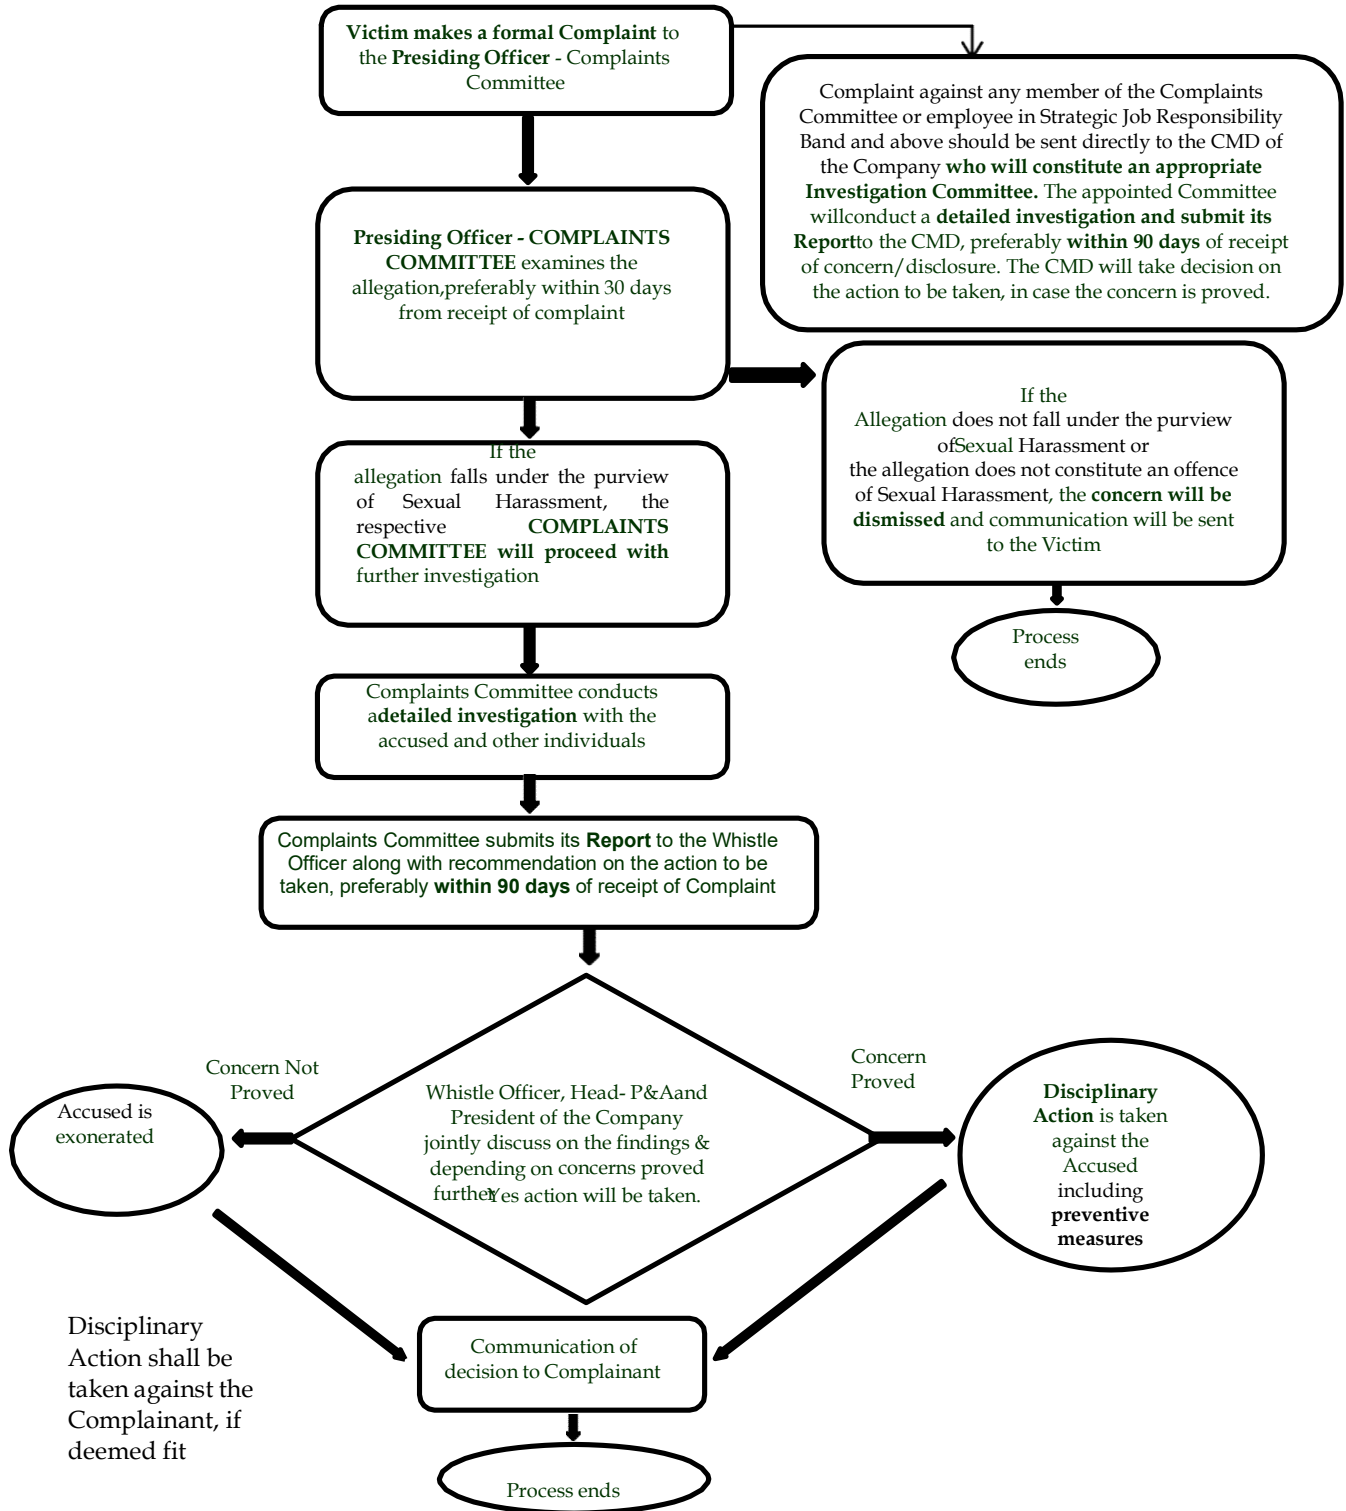 Victim makes a formal Complaint to
the Presiding Officer - Complaints
Committee
Complaint against any member of the Complaints
Committee or employee in Strategic Job Responsibility
Band and above should be sent directly to the CMD of
the Company who will constitute an appropriate
Investigation Committee. The appointed Committee
willconduct a detailed investigation and submit its
Reportto the CMD, preferably within 90 days of receipt
of concern/disclosure. The CMD will take decision on
the action to be taken, in case the concern is proved.
Presiding Officer - COMPLAINTS
COMMITTEE examines the
allegation,preferably within 30 days
from receipt of complaint
If the
Allegation does not fall under the purview
ofSexual Harassment or
the allegation does not constitute an offence
of Sexual Harassment, the concern will be
dismissed and communication will be sent
to the Victim
If the
allegation falls under the purview
of Sexual Harassment, the
respective COMPLAINTS
COMMITTEE will proceed with
further investigation
Process
ends
Complaints Committee conducts
adetailed investigation with the
accused and other individuals
Complaints Committee submits its Report to the Whistle
Officer along with recommendation on the action to be
taken, preferably within 90 days of receipt of Complaint
Concern Not
Proved
Concern
Proved
Accused is
exonerated
Whistle Officer, Head- P&Aand
President of the Company
jointly discuss on the findings &
depending on concerns proved
further Yes action will be taken.
Disciplinary
Action is taken
against the
Accused
including
preventive
measures
Disciplinary
Action shall be
taken against the
Complainant, if
deemed fit
Communication of
decision to Complainant
Process ends